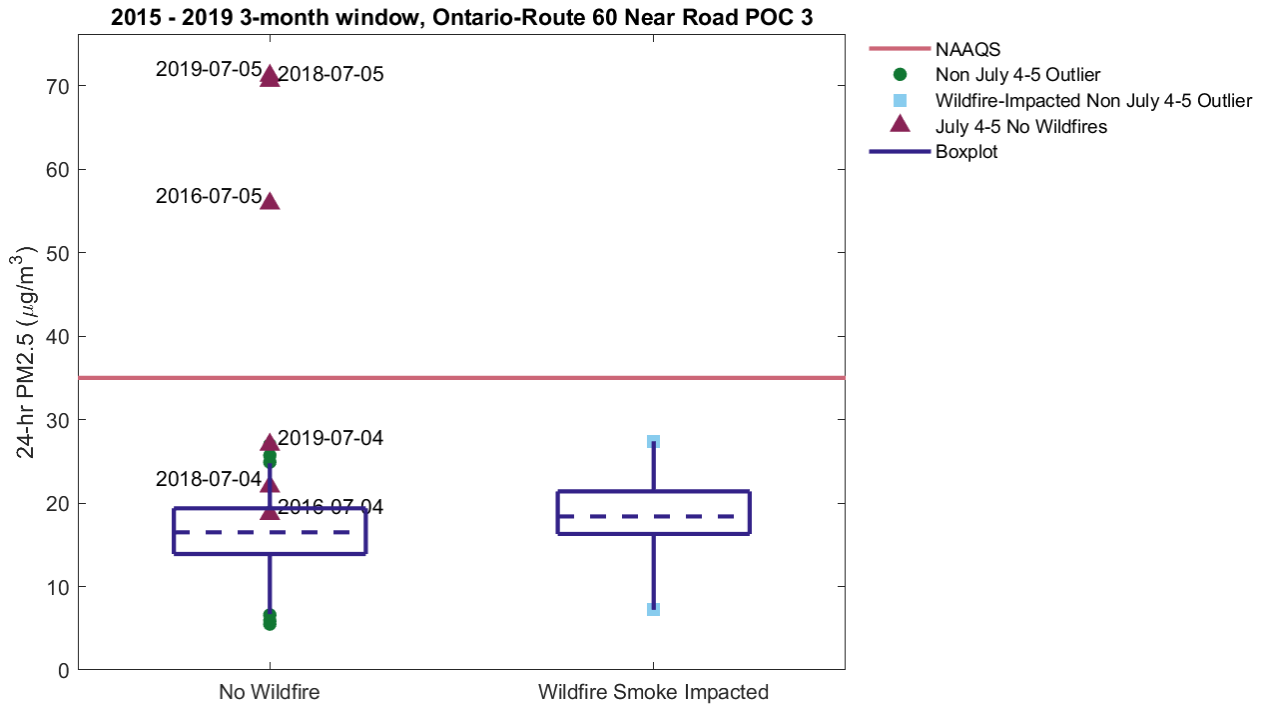 2015 - 2019 3-month window, Ontario-Route 60 Near Road POC 3
NAAQS
Non July 4-5 Outlier
Wildfire-Impacted Non July 4-5 Outlier
July 4-5 No Wildfires
Boxplot
24-hr PM2.5 (μg/m³)
70
60
50
40
30
20
10
0
2019-07-05
2018-07-05
2016-07-05
2019-07-04
2018-07-04
2016-07-04
No Wildfire
Wildfire Smoke Impacted